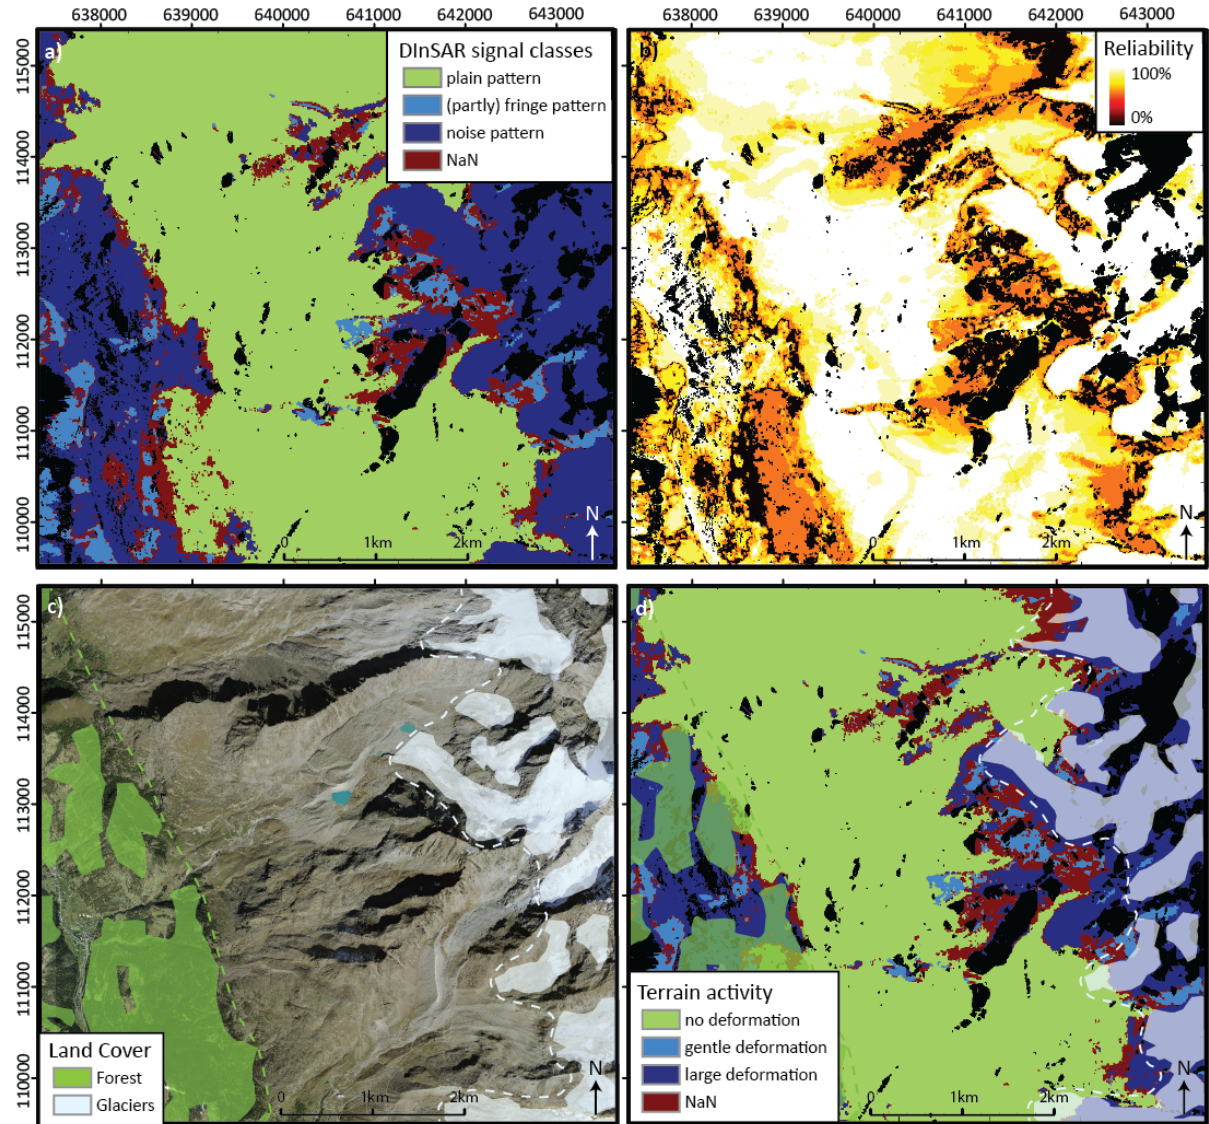 638000 639000 640000 641000 642000 643000
638000 639000 640000 641000 642000 643000
115000
114000
113000
112000
111000
110000
a)
DInSAR signal classes
plain pattern
(partly) fringe pattern
noise pattern
NaN
N
0 1km 2km
b)
Reliability
100%
0%
N
0 1km 2km
115000
114000
113000
112000
111000
110000
c)
Land Cover
Forest
Glaciers
N
0 1km 2km
d)
Terrain activity
no deformation
gentle deformation
large deformation
NaN
N
0 1km 2km